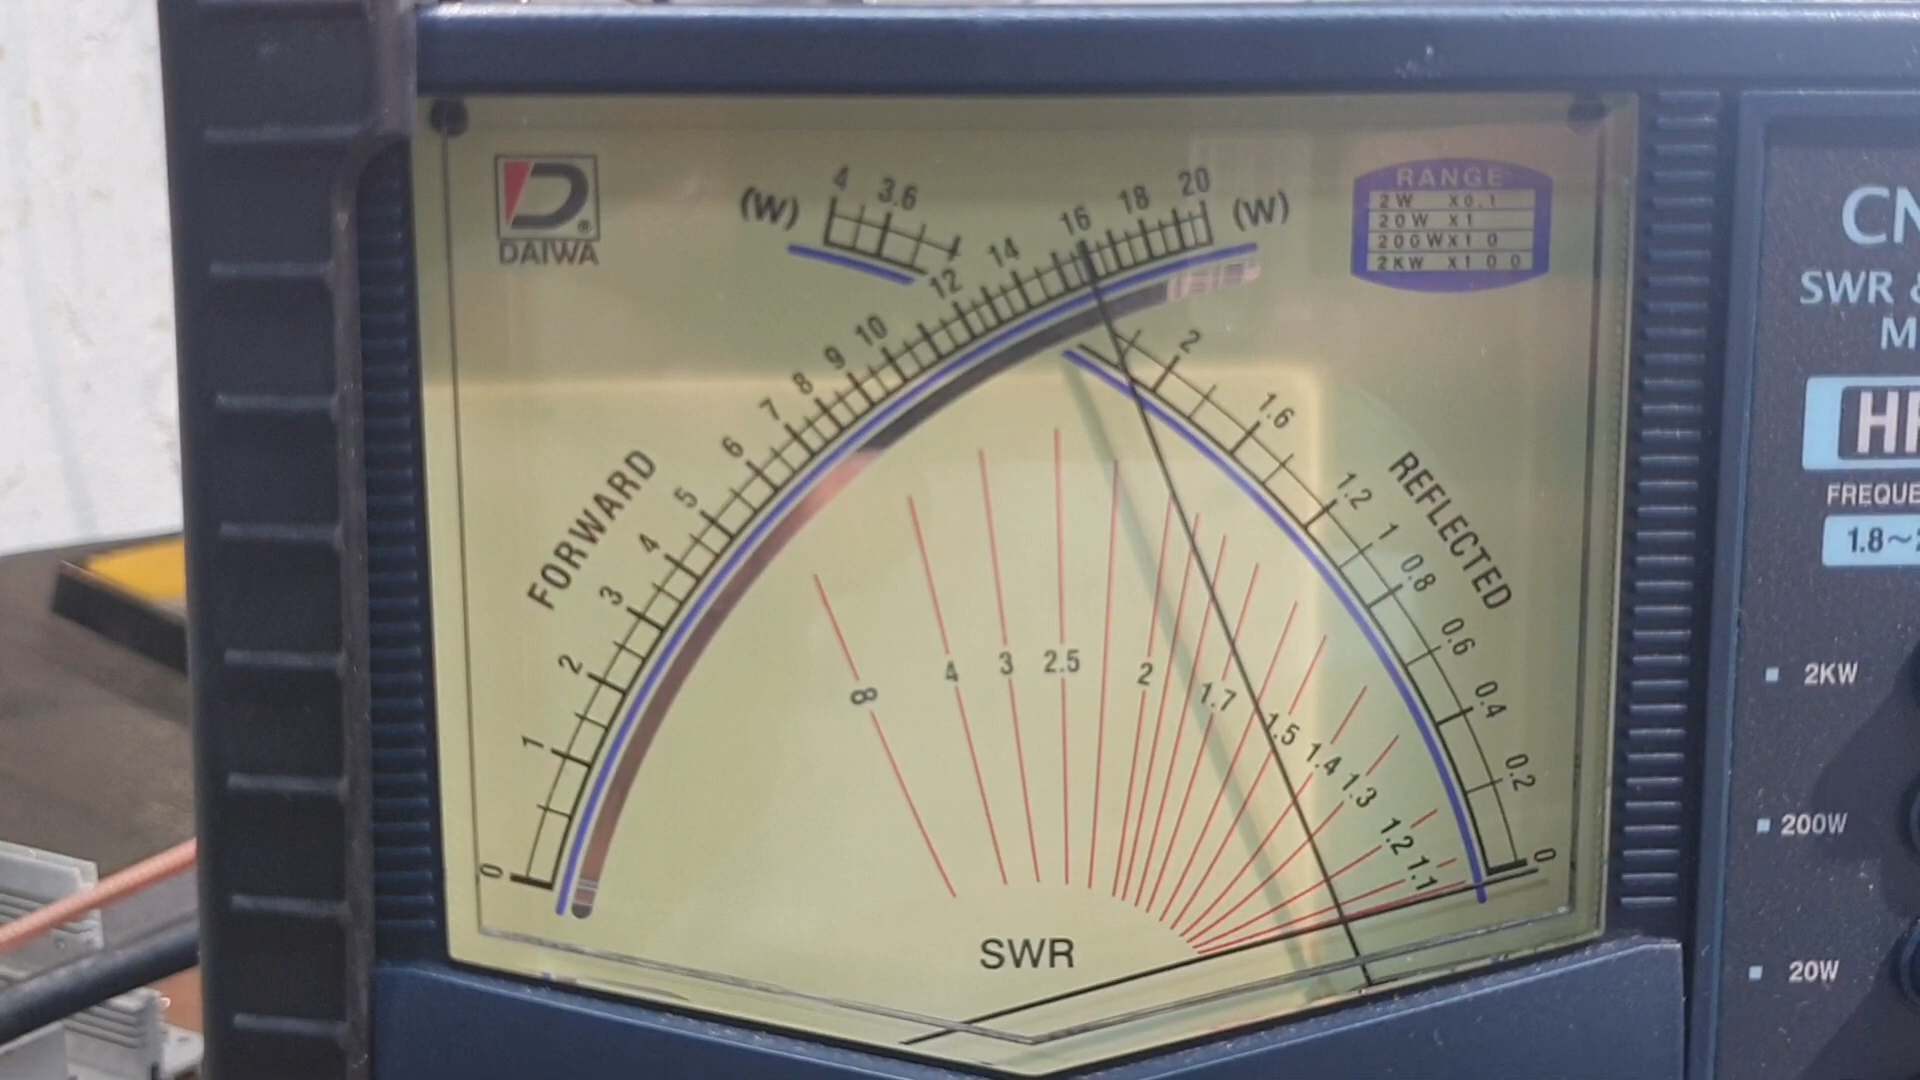 DAIWA
®
(W) 4 3.6
16 18 20 (W)
14
12
10
9
8
7
6
5
4
3
2
1
0
FORWARD
RANGE
2W X0.1
20W X1
200W X10
2KW X100
2
1.6
1.2
1
0.8
0.6
0.4
0.2
0
REFLECTED
∞ 4 3 2.5 2 1.7 1.5 1.4 1.3 1.2 1.1
SWR
CN
SWR &
M
HF
FREQUE
1.8~
2KW
200W
20W